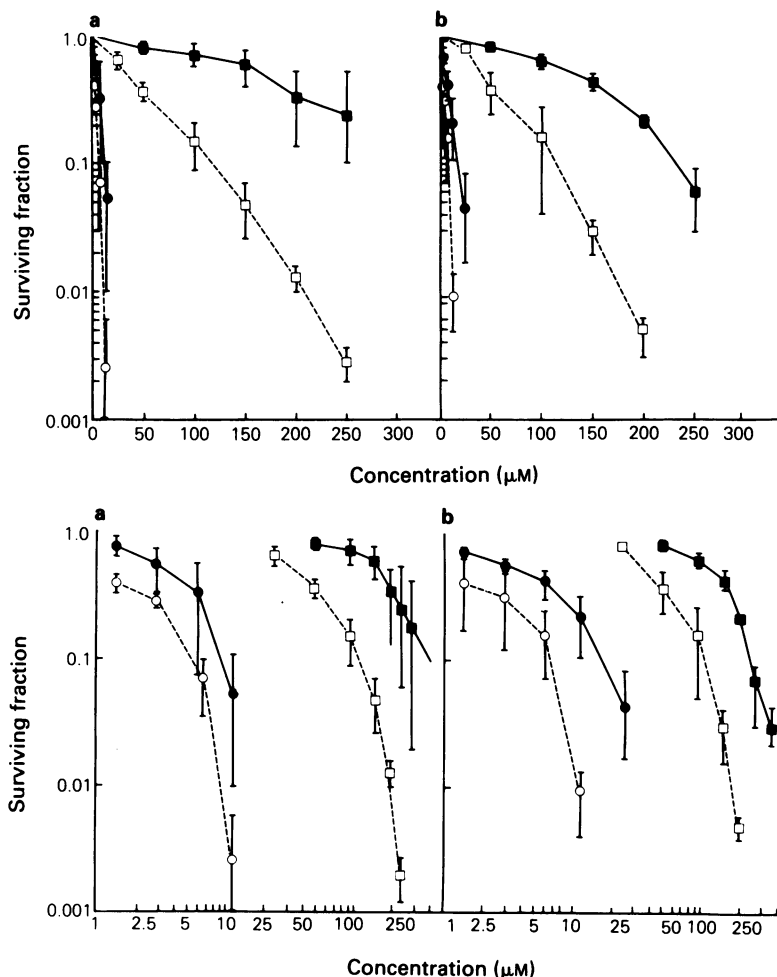 a b
1.0
0.1
0.01
0.001
Surviving fraction
0 50 100 150 200 250 300 0 50 100 150 200 250 300
Concentration (μM)
a b
1.0
0.1
0.01
0.001
Surviving fraction
1 2.5 5 10 25 50 100 250 1 2.5 5 10 25 50 100 250
Concentration (μM)